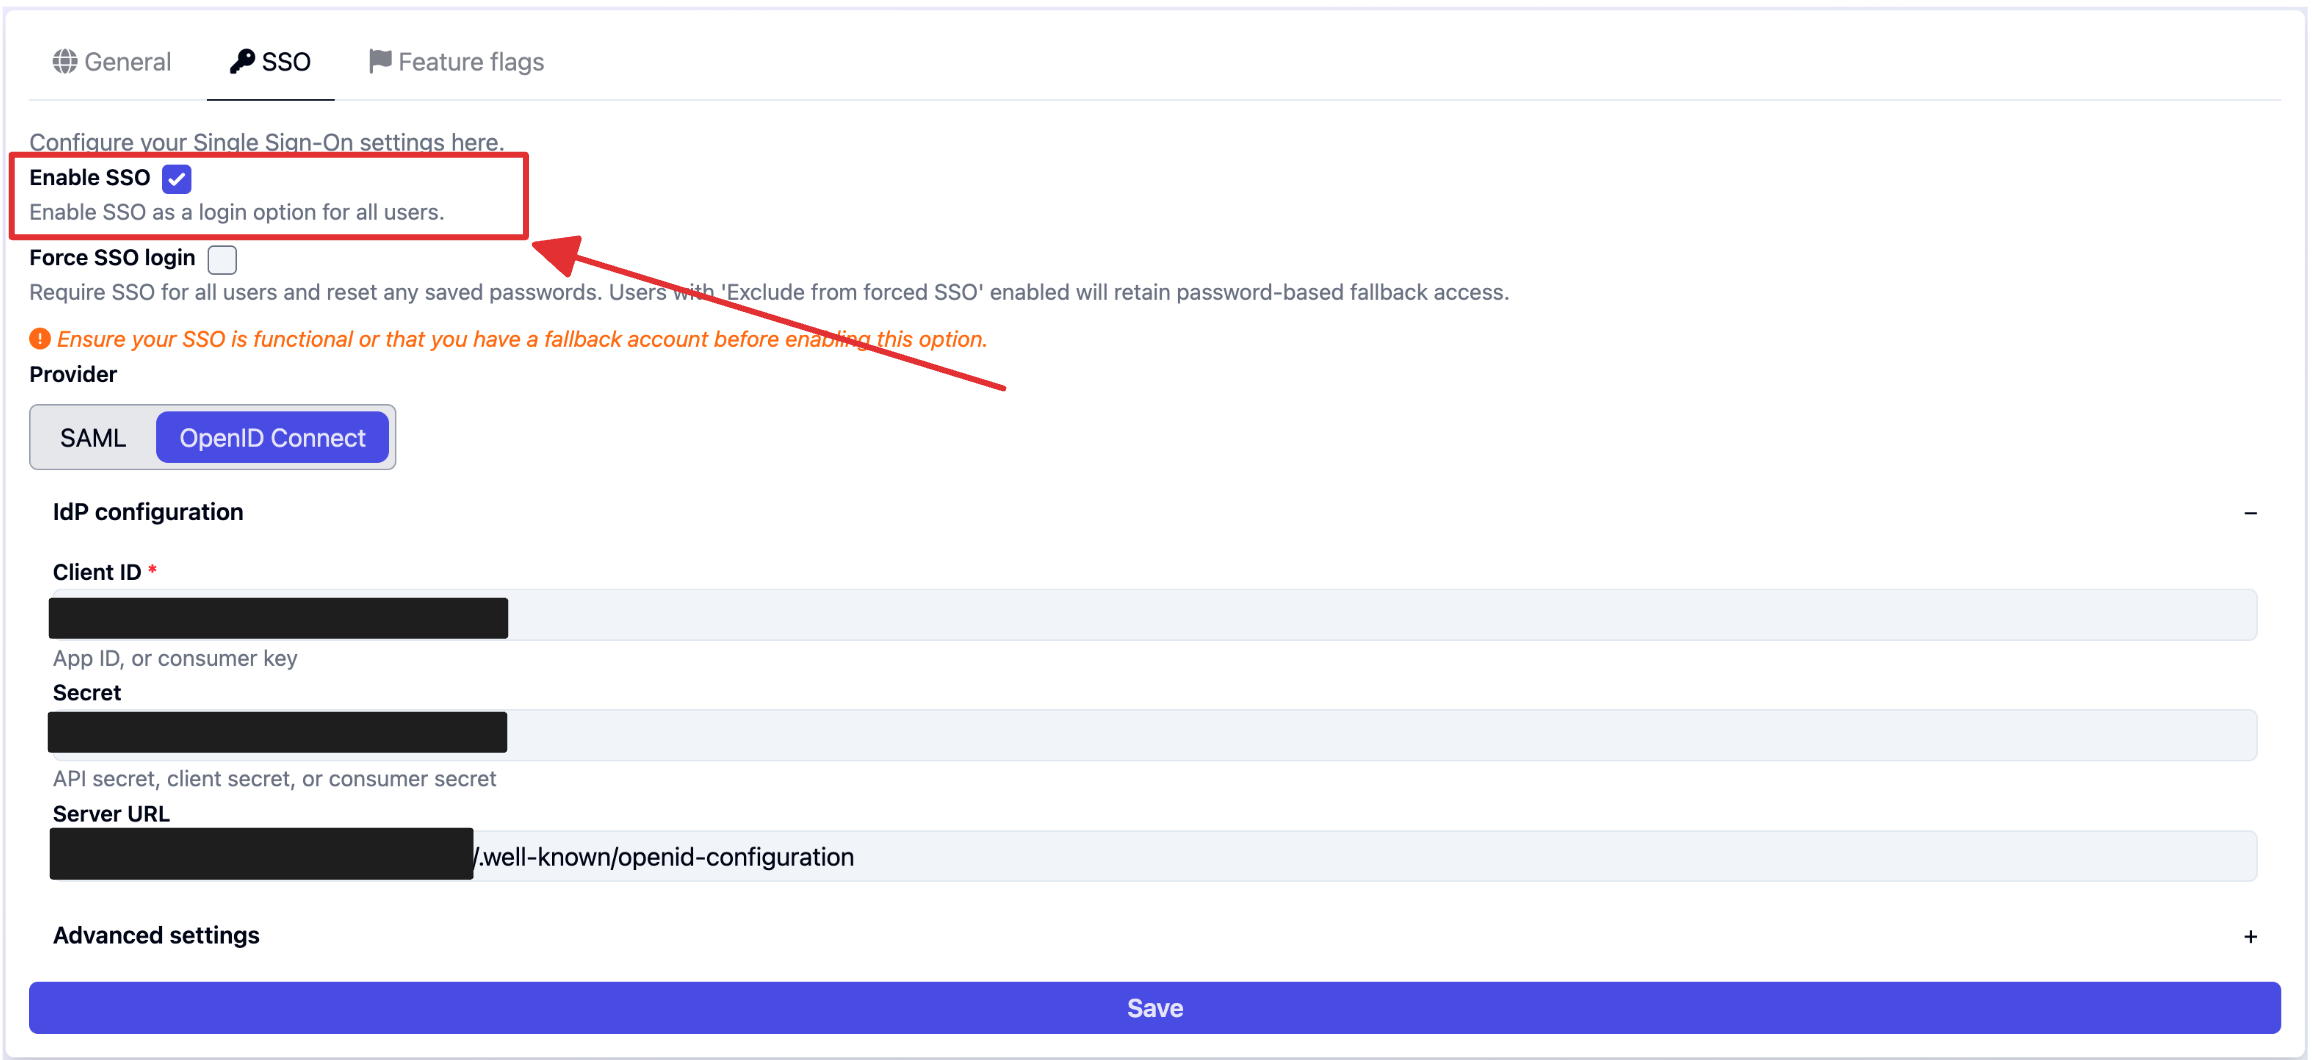 General SSO Feature flags
Configure your Single Sign-On settings here.
Enable SSO
Enable SSO as a login option for all users.
Force SSO login
Require SSO for all users and reset any saved passwords. Users with 'Exclude from forced SSO' enabled will retain password-based fallback access.
Ensure your SSO is functional or that you have a fallback account before enabling this option.
Provider
SAML OpenID Connect
IdP configuration
Client ID *
App ID, or consumer key
Secret
API secret, client secret, or consumer secret
Server URL
/.well-known/openid-configuration
Advanced settings
Save